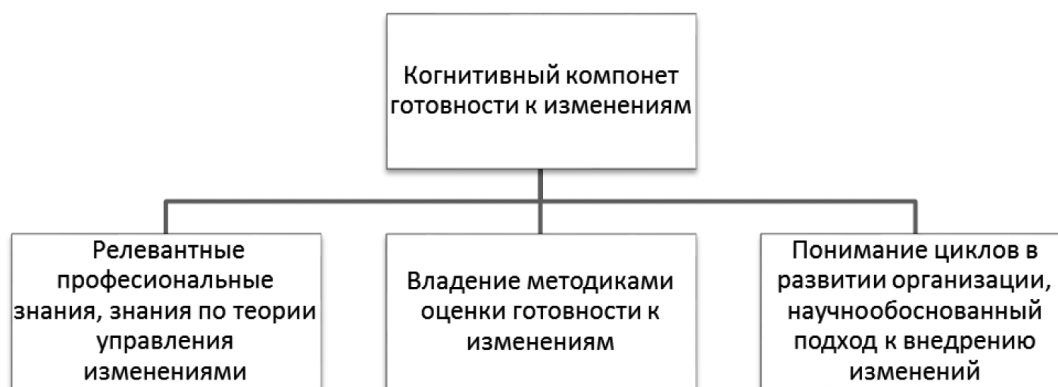 Когнитивный компонет
готовности к изменениям
Релевантные
професиональные
знания, знания по теории
управления
изменениями
Владение методиками
оценки готовности к
изменениям
Понимание циклов в
развитии организации,
научнообоснованный
подход к внедрению
изменений